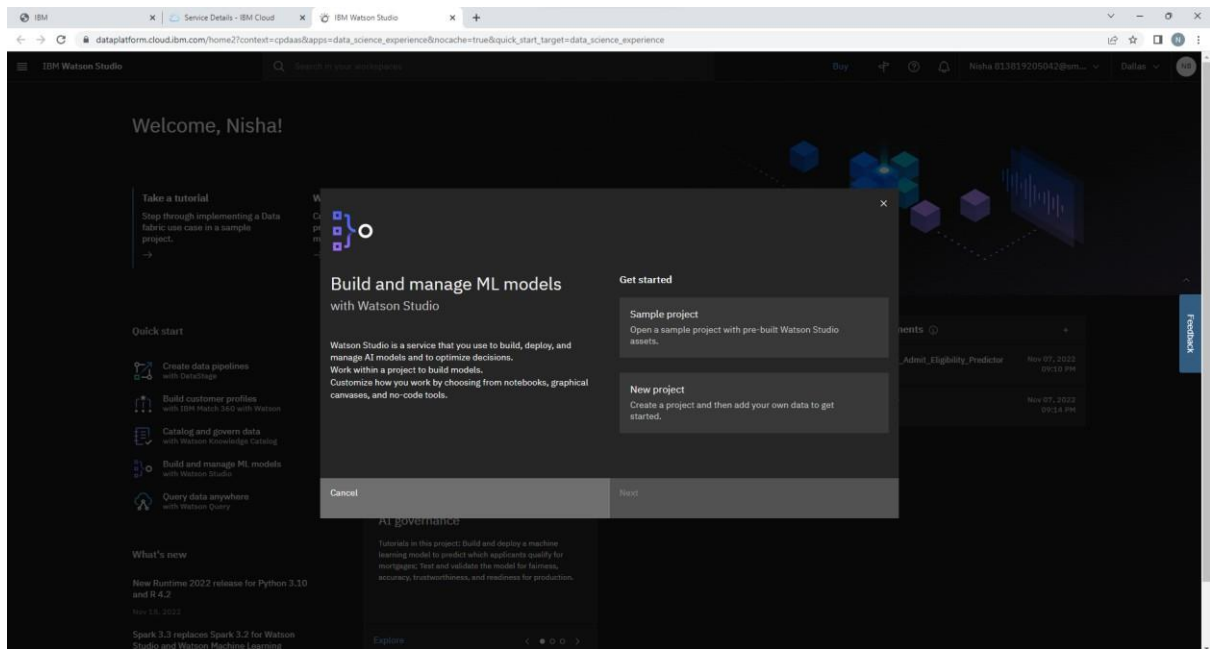 IBM
Service Details - IBM Cloud
IBM Watson Studio
dataplatform.cloud.ibm.com/home2?context=cpdaas&apps=data_science_experience&nocache=true&quick_start_target=data_science_experience
IBM Watson Studio
Search in your workspaces
Buy
Nisha 813819205042@sm...
Dallas
NB
Welcome, Nisha!
Take a tutorial
Step through implementing a Data
fabric use case in a sample
project.
Build and manage ML models
with Watson Studio
Watson Studio is a service that you use to build, deploy, and
manage AI models and to optimize decisions.
Work within a project to build models.
Customize how you work by choosing from notebooks, graphical
canvases, and no-code tools.
Get started
Sample project
Open a sample project with pre-built Watson Studio
assets.
New project
Create a project and then add your own data to get
started.
Cancel
Next
Feedback
Quick start
Create data pipelines
with DataStage
Build customer profiles
with IBM Match 360 with Watson
Catalog and govern data
with Watson Knowledge Catalog
Build and manage ML models
with Watson Studio
Query data anywhere
with Watson Query
_Admit_Eligibility_Predictor
Nov 07, 2022
09:10 PM
Nov 07, 2022
09:14 PM
What's new
New Runtime 2022 release for Python 3.10
and R 4.2
Nov 18, 2022
Spark 3.3 replaces Spark 3.2 for Watson
Studio and Watson Machine Learning
AI governance
Tutorials in this project: Build and deploy a machine
learning model to predict which applicants qualify for
mortgages; Test and validate the model for fairness,
accuracy, trustworthiness, and readiness for production.
Explore